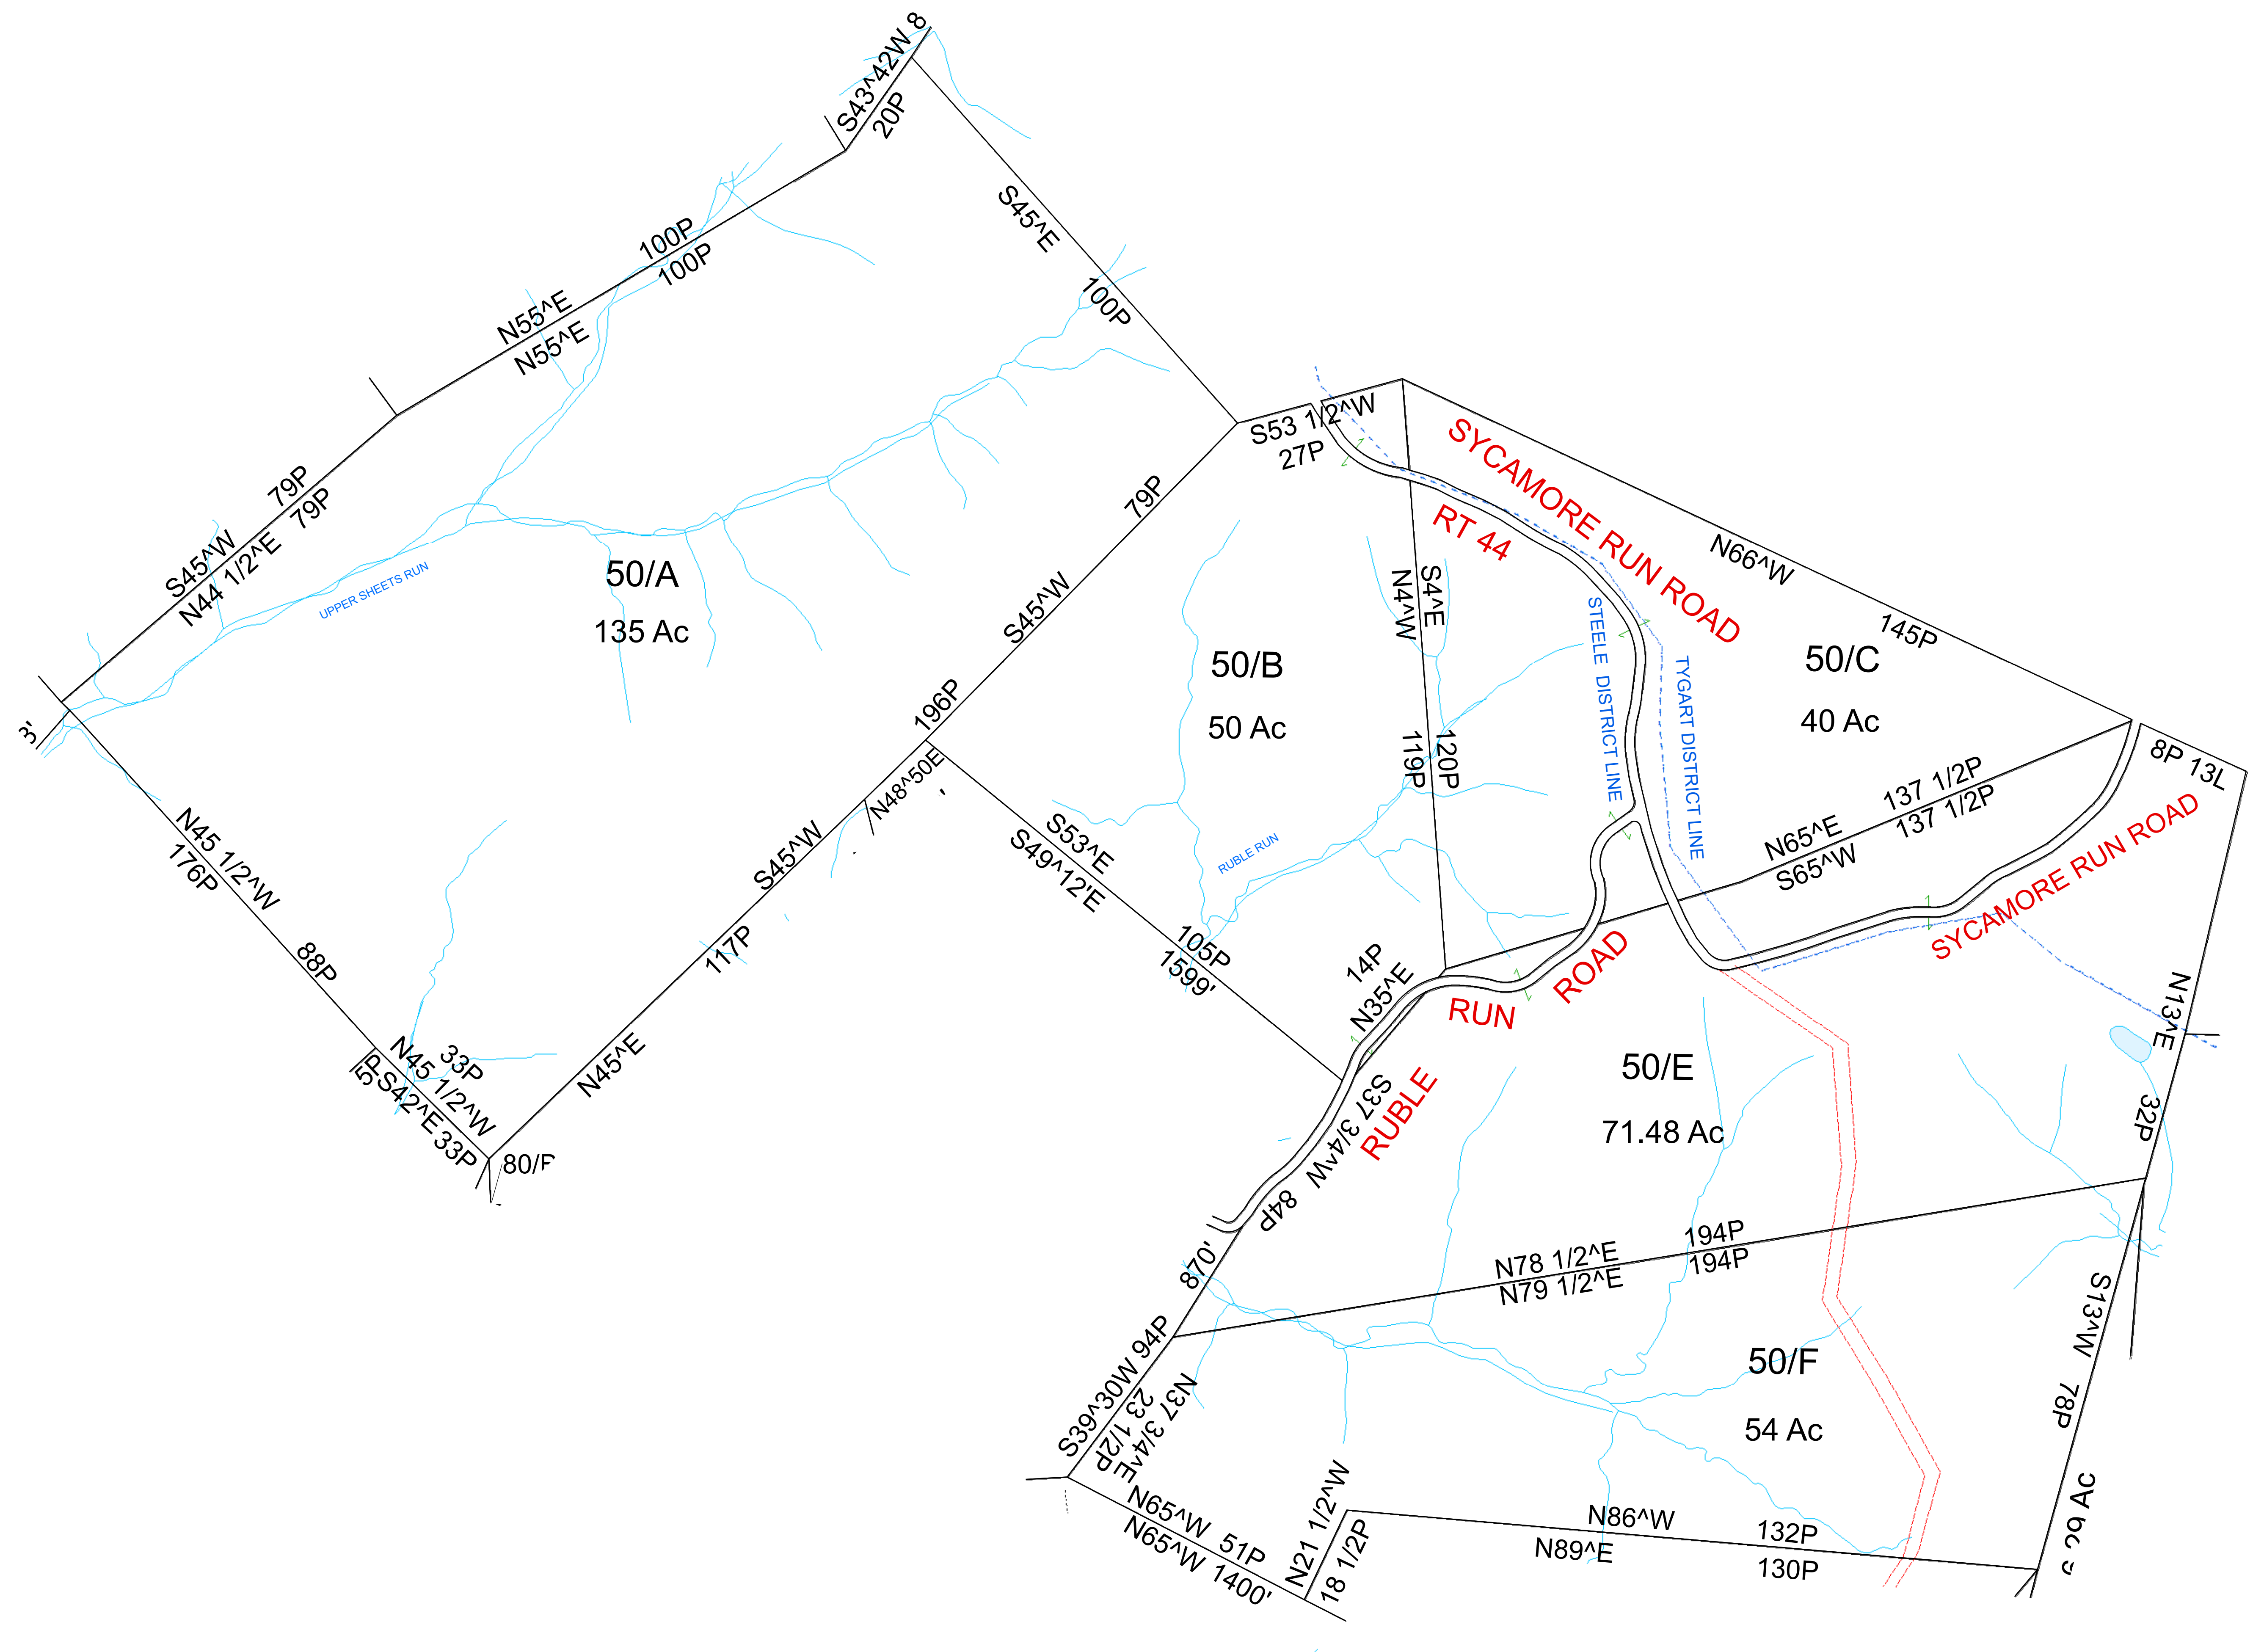 S43^42W 8
20P
S45^E
100P
100P
100P
N55^E
N55^E
79P
79P
S45^W
N44 1/2^E
UPPER SHEETS RUN
50/A
135 Ac
3'
N45 1/2^W
176P
88P
N45 1/2^W
33P
5P
S42^E
33P
80/
N45^E
117P
S45^W
N48^50E
'
196P
S45^W
79P
S53 1/2^W
27P
SYCAMORE RUN ROAD
RT 44
N66^W
145P
50/B
50 Ac
S4^E
N4^W
120P
119P
STEELE DISTRICT LINE
TYGART DISTRICT LINE
50/C
40 Ac
8P 13L
137 1/2P
137 1/2P
N65^E
S65^W
SYCAMORE RUN ROAD
S53^E
S49^12'E
105P
1599'
RUBLE RUN
14P
N35^E
RUBLE
RUN
ROAD
S37 3/4^W
84P
50/E
71.48 Ac
N13^E
32P
870'
N78 1/2^E
194P
N79 1/2^E
194P
S13^W
78P
50/F
54 Ac
S39^30W
94P
N37 3/4^E
23 1/2P
N65^W
51P
N65^W
1400'
N21 1/2^W
18 1/2P
N86^W
132P
N89^E
130P